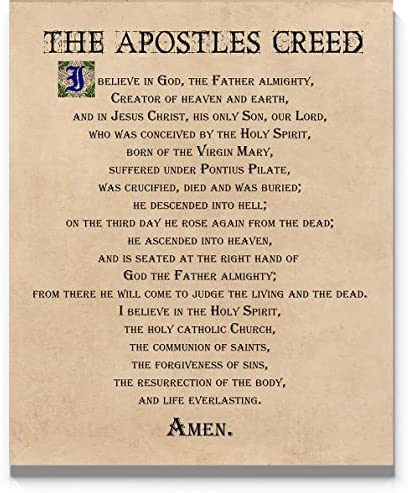 THE APOSTLES CREED
I BELIEVE IN GOD, THE FATHER ALMIGHTY,
CREATOR OF HEAVEN AND EARTH,
AND IN JESUS CHRIST, HIS ONLY SON, OUR LORD,
WHO WAS CONCEIVED BY THE HOLY SPIRIT,
BORN OF THE VIRGIN MARY,
SUFFERED UNDER PONTIUS PILATE,
WAS CRUCIFIED, DIED AND WAS BURIED;
HE DESCENDED INTO HELL;
ON THE THIRD DAY HE ROSE AGAIN FROM THE DEAD;
HE ASCENDED INTO HEAVEN,
AND IS SEATED AT THE RIGHT HAND OF
GOD THE FATHER ALMIGHTY;
FROM THERE HE WILL COME TO JUDGE THE LIVING AND THE DEAD.
I BELIEVE IN THE HOLY SPIRIT,
THE HOLY CATHOLIC CHURCH,
THE COMMUNION OF SAINTS,
THE FORGIVENESS OF SINS,
THE RESURRECTION OF THE BODY,
AND LIFE EVERLASTING.
AMEN.